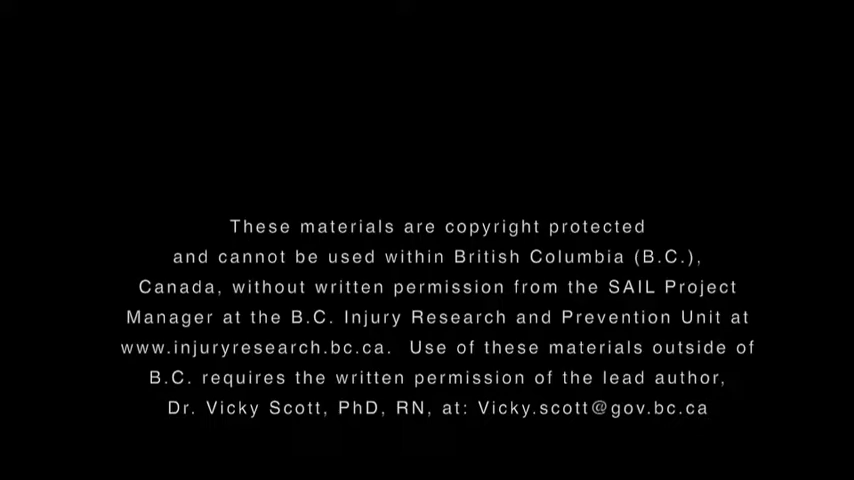 These materials are copyright protected
and cannot be used within British Columbia (B.C.),
Canada, without written permission from the SAIL Project
Manager at the B.C. Injury Research and Prevention Unit at
www.injuryresearch.bc.ca. Use of these materials outside of
B.C. requires the written permission of the lead author,
Dr. Vicky Scott, PhD, RN, at: Vicky.scott@gov.bc.ca